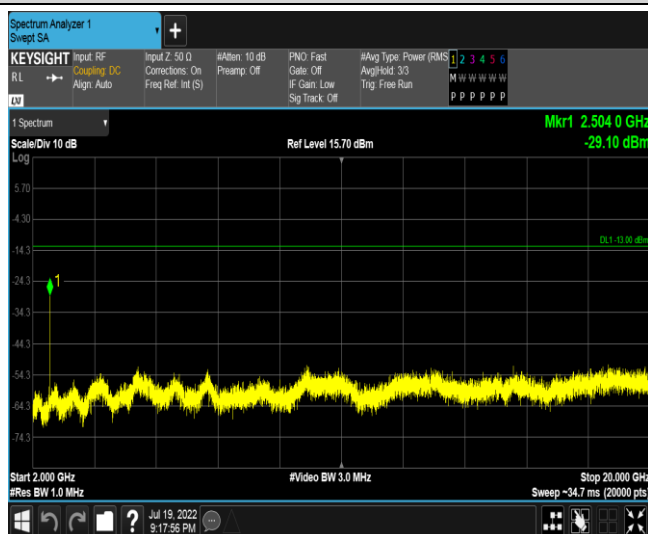 Spectrum Analyzer 1
Swept SA
+
KEYSIGHT
RL
LXI
Input: RF
Coupling: DC
Align: Auto
Input Z: 50 Ω
Corrections: On
Freq Ref: Int (S)
#Atten: 10 dB
Preamp: Off
PNO: Fast
Gate: Off
IF Gain: Low
Sig Track: Off
#Avg Type: Power (RMS
Avg|Hold: 3/3
Trig: Free Run
1 2 3 4 5 6
M W W W W W
P P P P P P
1 Spectrum
Mkr1 2.504 0 GHz
Scale/Div 10 dB
Ref Level 15.70 dBm
-29.10 dBm
Log
5.70
-4.30
DL1 -13.00 dBm
-14.3
-24.3
1
-34.3
-44.3
-54.3
-64.3
-74.3
Start 2.000 GHz
#Video BW 3.0 MHz
Stop 20.000 GHz
#Res BW 1.0 MHz
Sweep ~34.7 ms (20000 pts)
?
Jul 19, 2022
9:17:56 PM